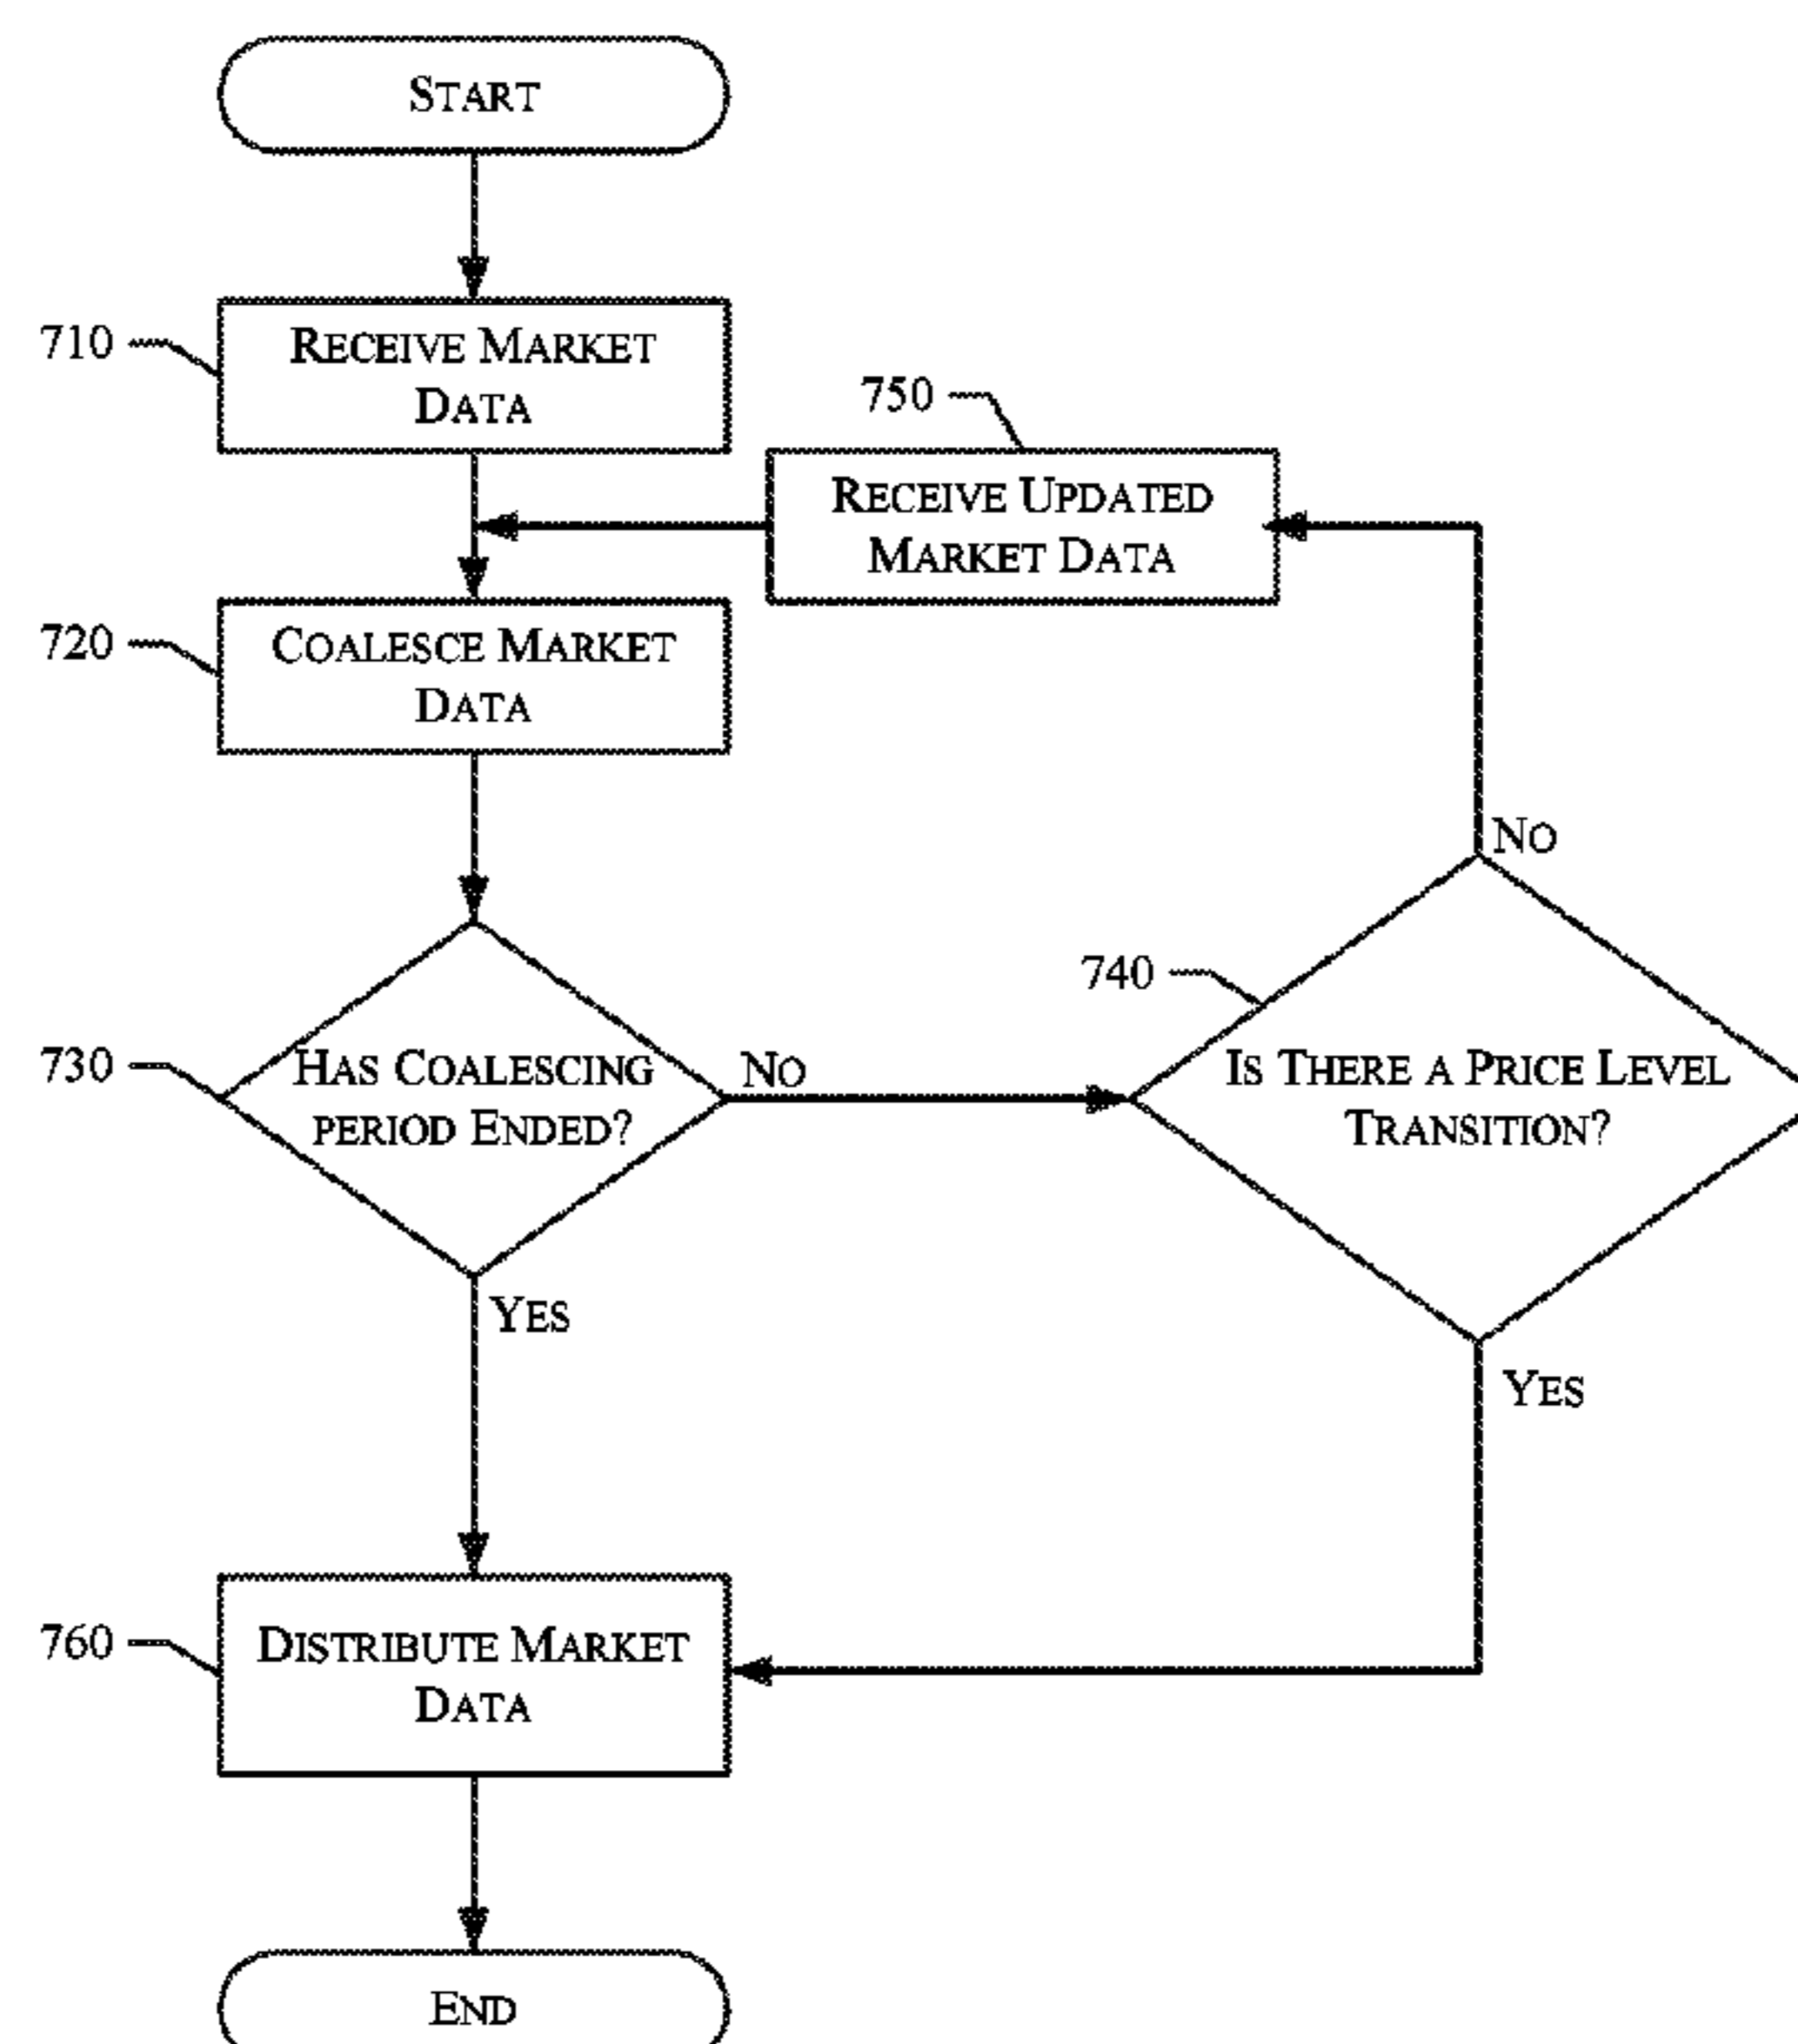 START
710
RECEIVE MARKET
DATA
750
RECEIVE UPDATED
MARKET DATA
720
COALESCE MARKET
DATA
NO
740
730
HAS COALESCING
PERIOD ENDED?
NO
IS THERE A PRICE LEVEL
TRANSITION?
YES
YES
760
DISTRIBUTE MARKET
DATA
END